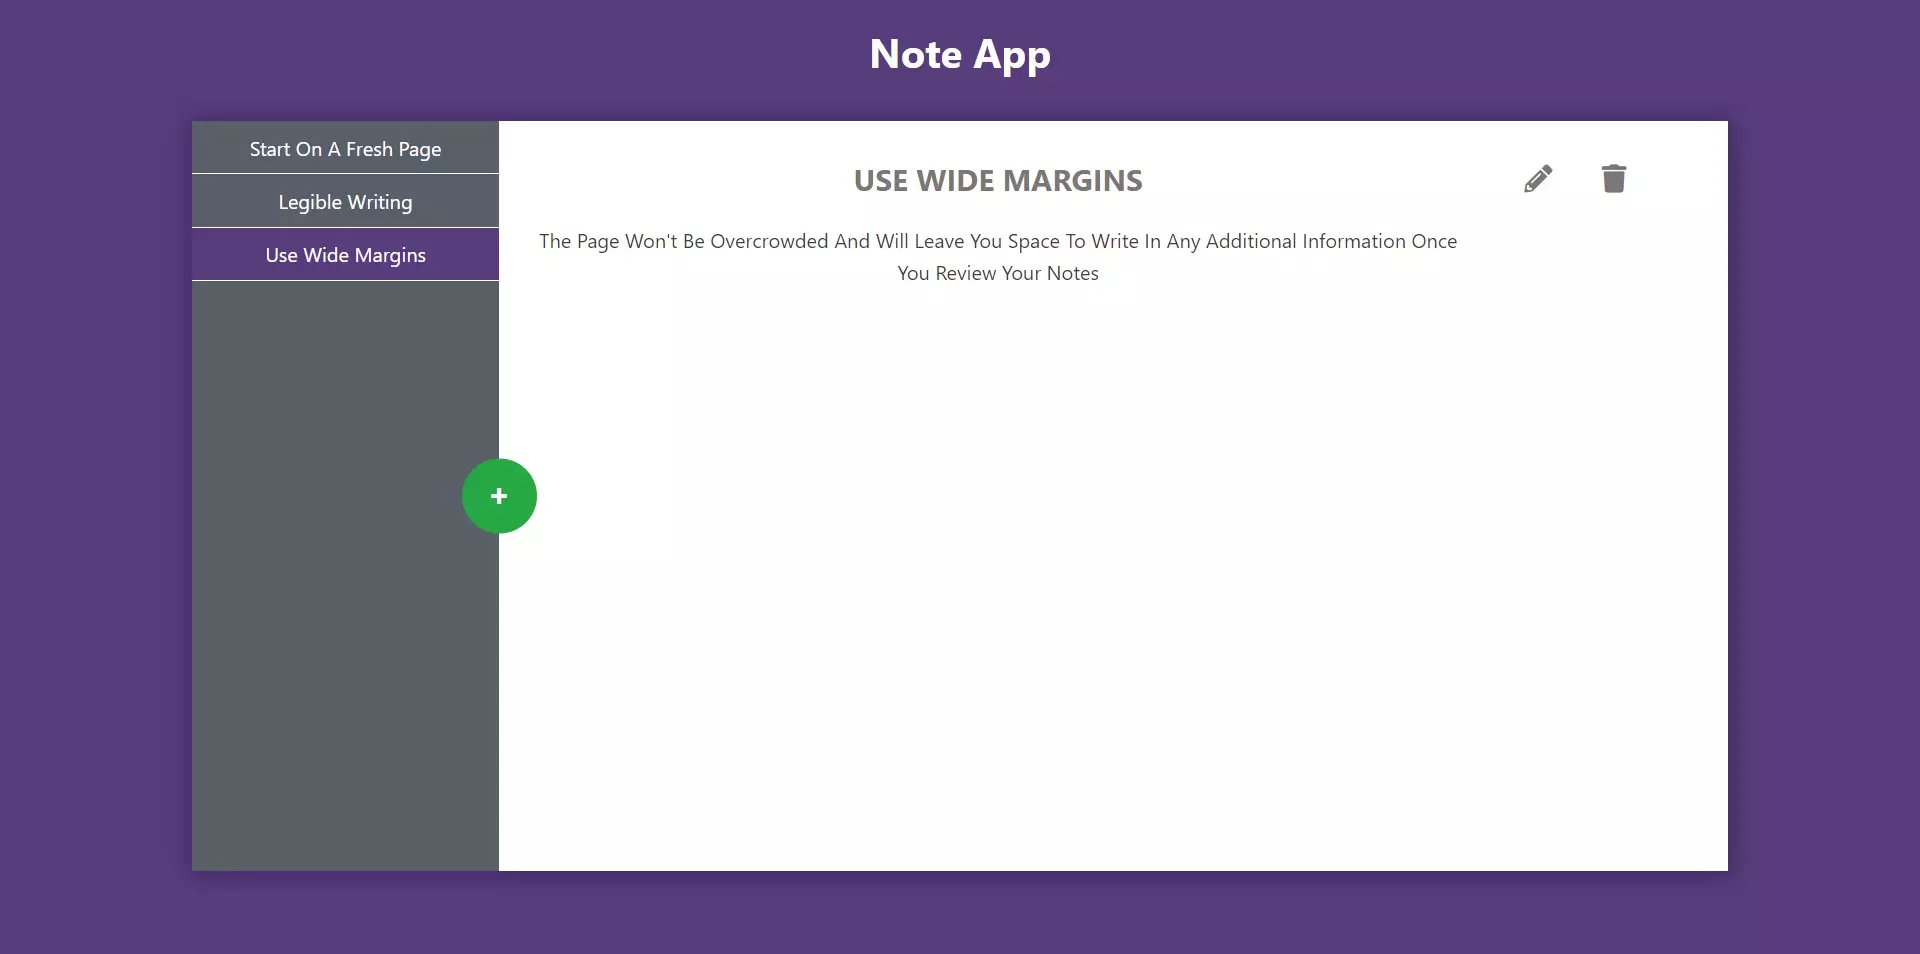 Note App
Start On A Fresh Page
Legible Writing
Use Wide Margins
USE WIDE MARGINS
The Page Won't Be Overcrowded And Will Leave You Space To Write In Any Additional Information Once
You Review Your Notes
+